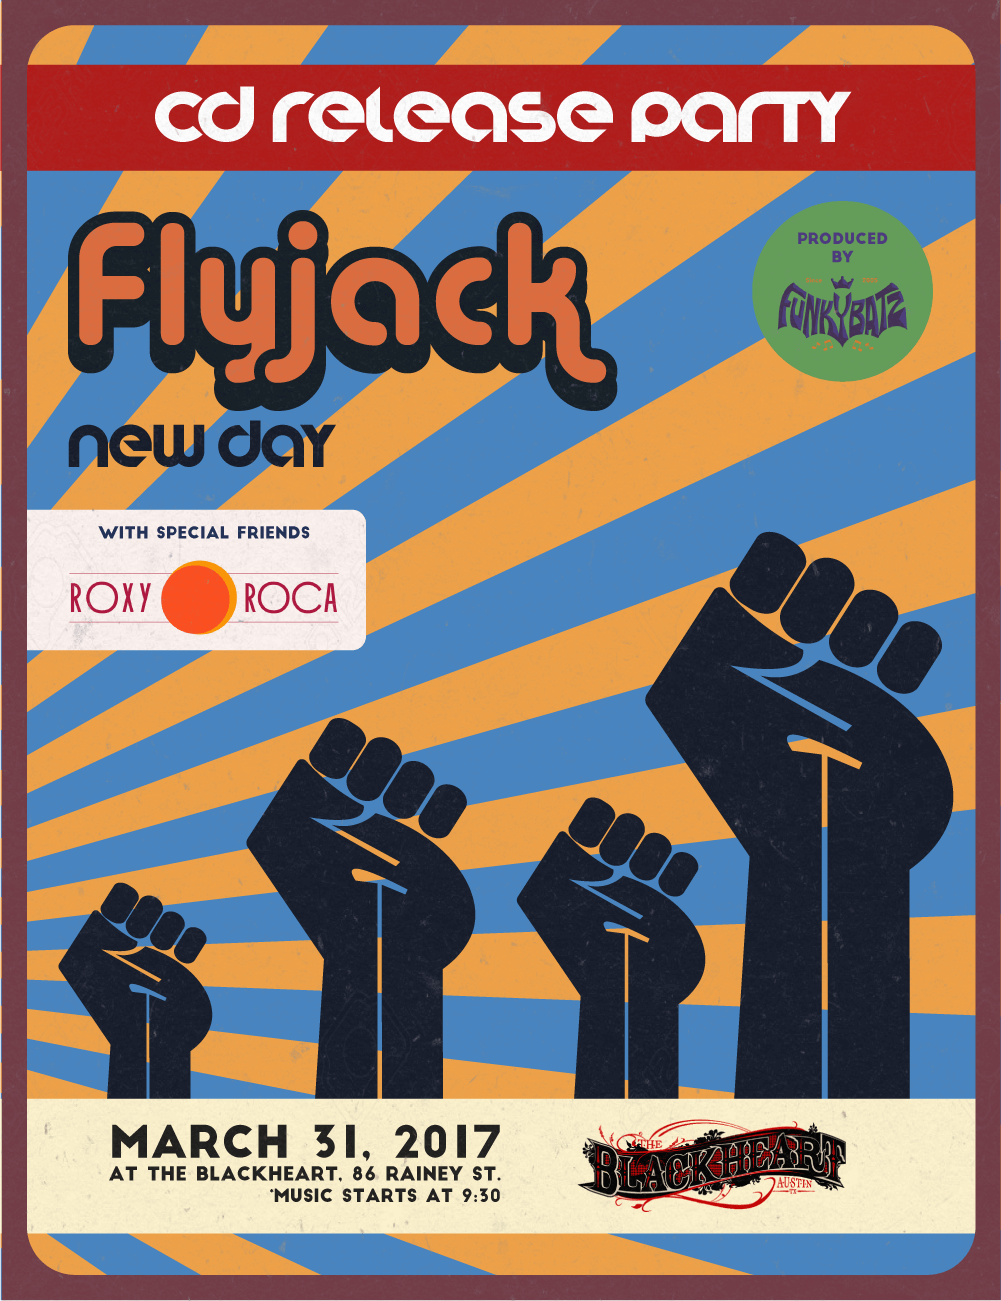 cd release party
Flyjack
PRODUCED
BY
FUNKYBATZ
new day
WITH SPECIAL FRIENDS
ROXY ROCA
MARCH 31, 2017
AT THE BLACKHEART, 86 RAINEY ST.
*MUSIC STARTS AT 9:30
THE
BLACKHEART
AUSTIN
TX